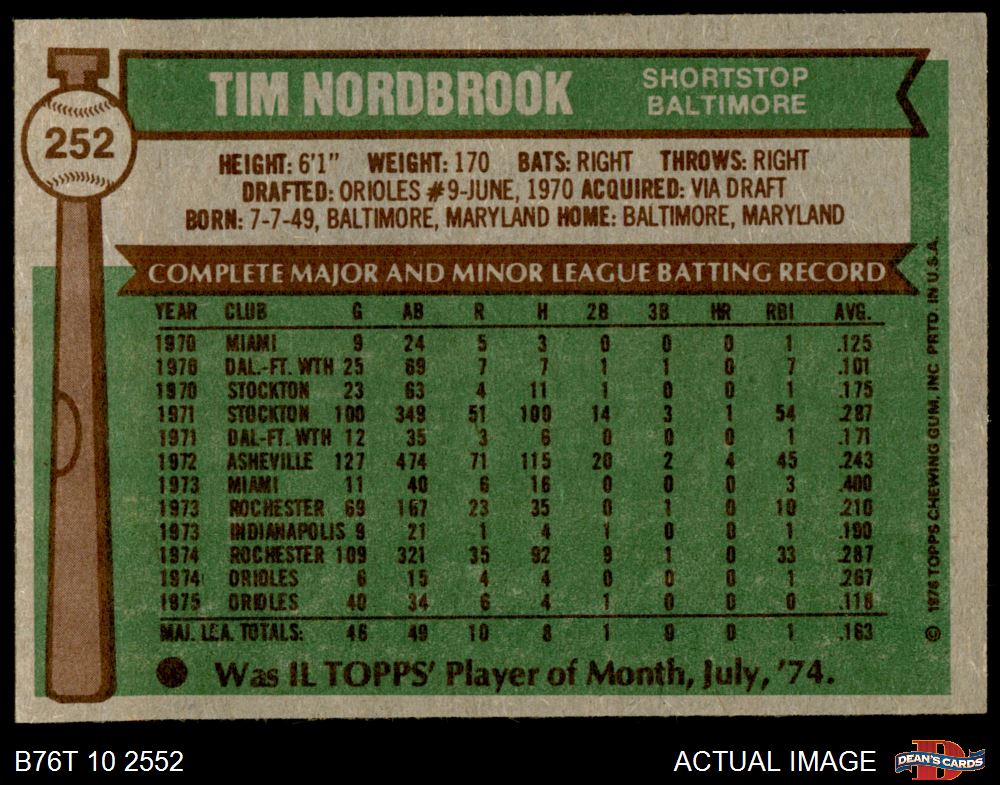 252
TIM NORDBROOK
SHORTSTOP
BALTIMORE
HEIGHT: 6'1" WEIGHT: 170 BATS: RIGHT THROWS: RIGHT
DRAFTED: ORIOLES #9-JUNE, 1970 ACQUIRED: VIA DRAFT
BORN: 7-7-49, BALTIMORE, MARYLAND HOME: BALTIMORE, MARYLAND
COMPLETE MAJOR AND MINOR LEAGUE BATTING RECORD
YEAR CLUB G AB R H 2B 3B HR RBI AVG.
1970 MIAMI 9 24 5 3 0 0 0 1 .125
1970 DAL.-FT. WTH 25 69 7 7 1 1 0 7 .101
1970 STOCKTON 23 63 4 11 1 0 0 1 .175
1971 STOCKTON 100 349 51 100 14 3 1 54 .287
1971 DAL-FT. WTH 12 35 3 6 0 0 0 1 .171
1972 ASHEVILLE 127 474 71 115 20 2 4 45 .243
1973 MIAMI 11 40 6 16 0 0 0 3 .400
1973 ROCHESTER 69 167 23 35 0 1 0 10 .210
1973 INDIANAPOLIS 9 21 1 4 1 0 0 1 .190
1974 ROCHESTER 109 321 35 92 9 1 0 33 .287
1974 ORIOLES 6 15 4 4 0 0 0 1 .267
1975 ORIOLES 40 34 6 4 1 0 0 0 .118
MAJ. LEA. TOTALS: 46 49 10 8 1 0 0 1 .163
Was IL TOPPS' Player of Month, July, '74.
© 1976 TOPPS CHEWING GUM, INC PRTD. IN U.S.A.
B76T 10 2552
ACTUAL IMAGE
D
DEAN'S CARDS